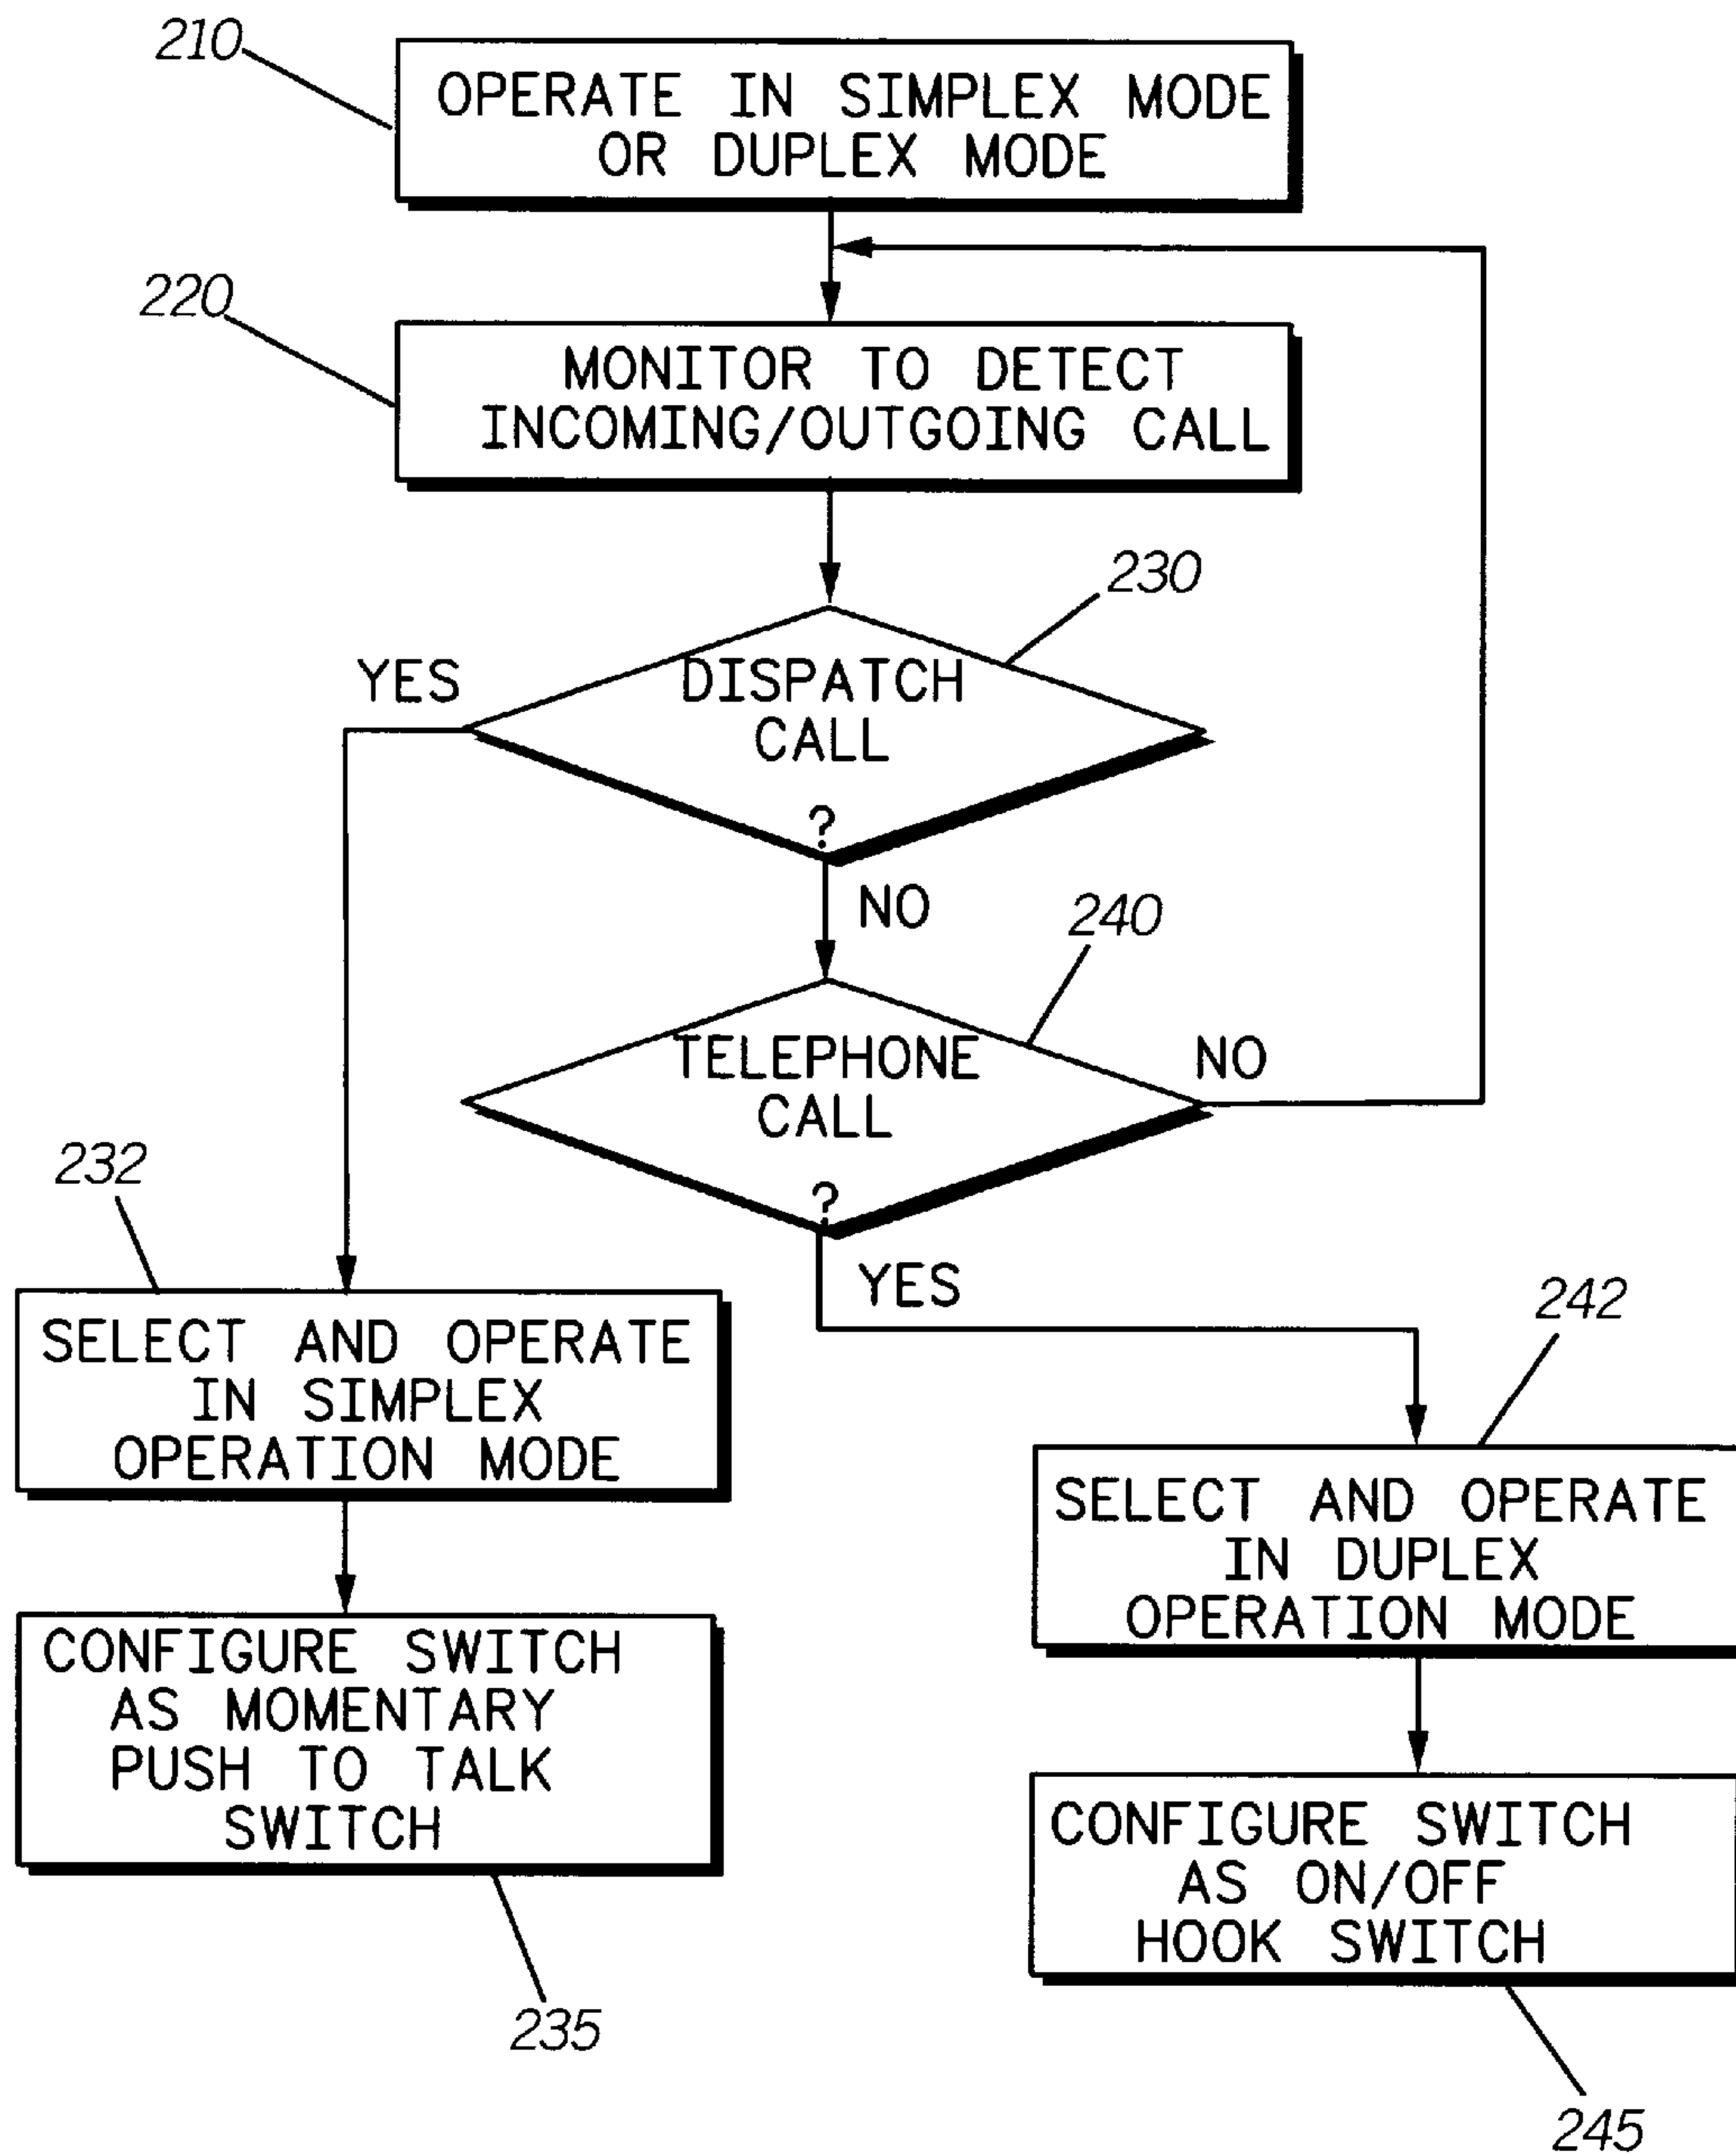 210
OPERATE IN SIMPLEX MODE
OR DUPLEX MODE
220
MONITOR TO DETECT
INCOMING/OUTGOING CALL
230
YES
DISPATCH
CALL
?
NO
240
TELEPHONE
CALL
?
NO
YES
232
SELECT AND OPERATE
IN SIMPLEX
OPERATION MODE
242
SELECT AND OPERATE
IN DUPLEX
OPERATION MODE
CONFIGURE SWITCH
AS MOMENTARY
PUSH TO TALK
SWITCH
235
CONFIGURE SWITCH
AS ON/OFF
HOOK SWITCH
245